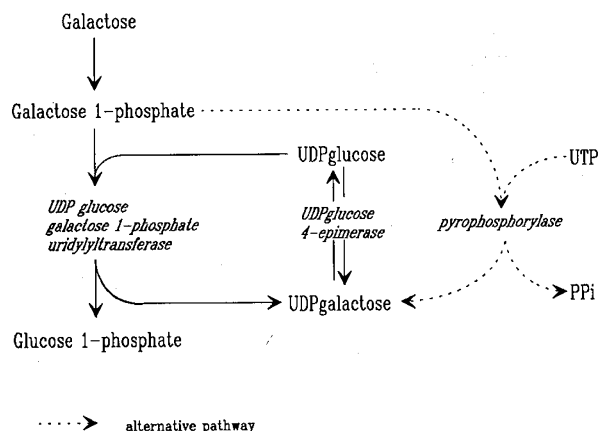 Galactose
Galactose 1-phosphate
UDPglucose
UTP
UDP glucose
galactose 1-phosphate
uridylyltransferase
UDPglucose
4-epimerase
pyrophosphorylase
UDPgalactose
PPi
Glucose 1-phosphate
alternative pathway